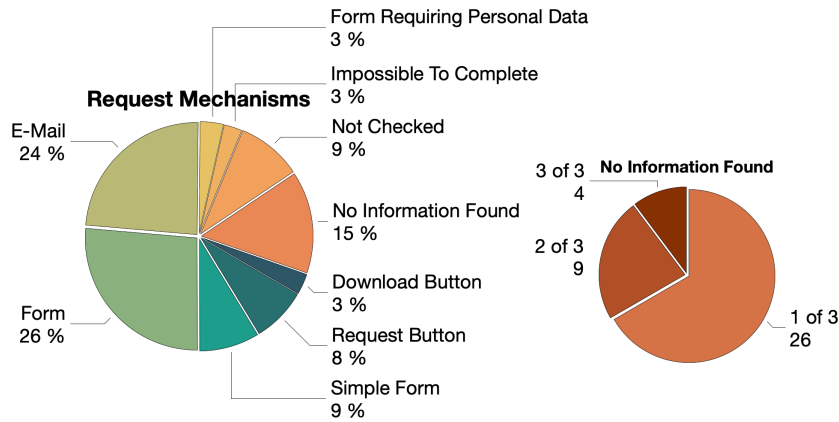 Request Mechanisms
Form Requiring Personal Data
3 %
Impossible To Complete
3 %
Not Checked
9 %
No Information Found
15 %
Download Button
3 %
Request Button
8 %
Simple Form
9 %
Form
26 %
E-Mail
24 %
No Information Found
3 of 3
4
2 of 3
9
1 of 3
26